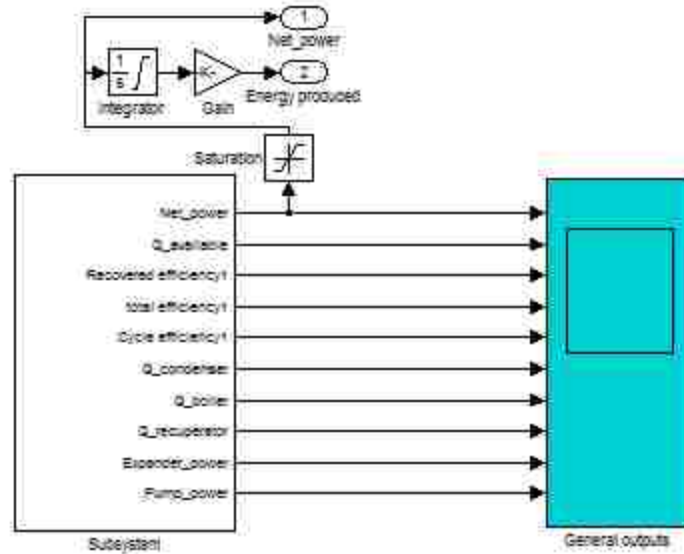 1
Net_power
1
s
Integrator
-K-
Gain
2
Energy produced
Saturation
Net_power
Q_available
Recovered efficiency1
total efficiency1
Cycle efficiency1
Q_condenser
Q_boiler
Q_recuperator
Expander_power
Pump_power
Subsystem
General outputs